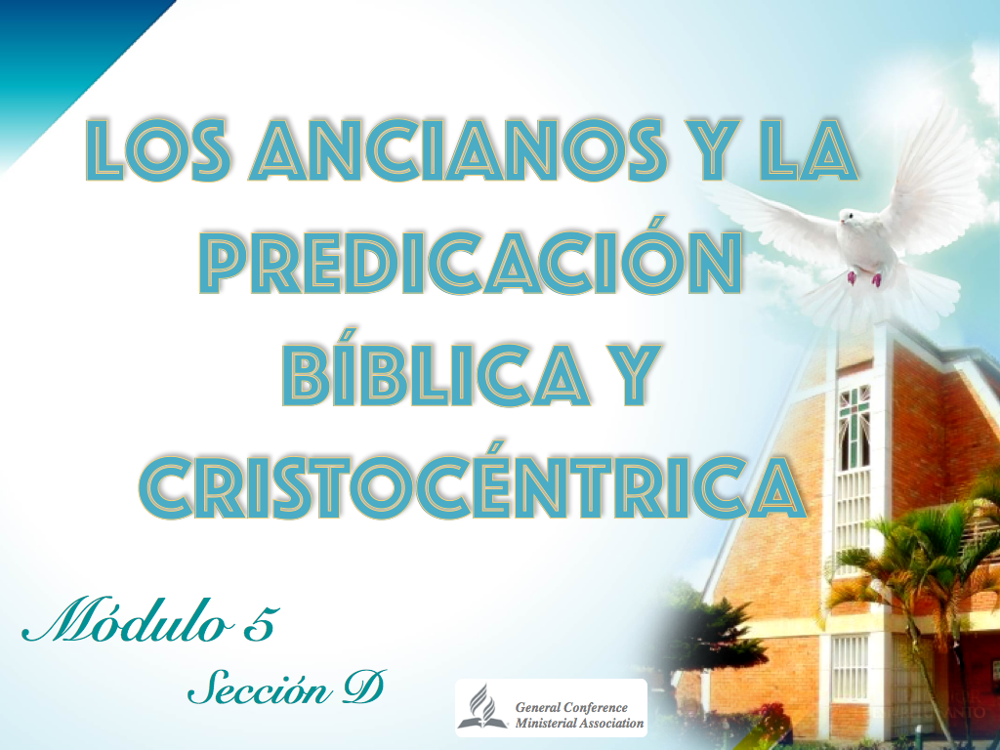 LOS ANCIANOS Y LA
PREDICACIÓN
BÍBLICA Y
CRISTOCÉNTRICA
Módulo 5
Sección D
General Conference
Ministerial Association